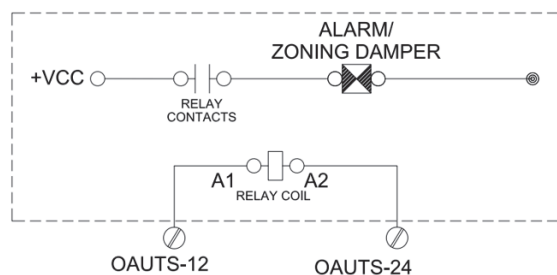 ALARM/
ZONING DAMPER
+VCC
RELAY
CONTACTS
A1
A2
RELAY COIL
OAUTS-12
OAUTS-24